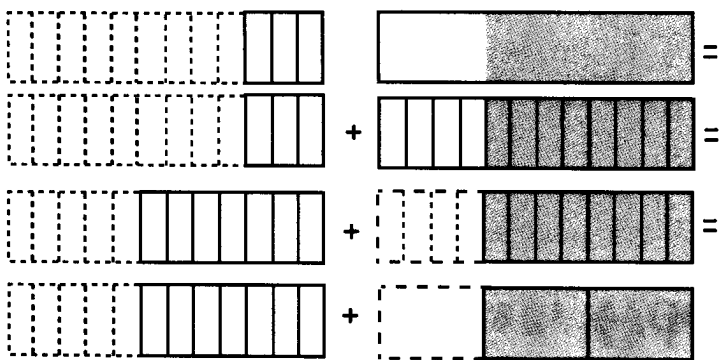 =
+ =
+ =
+